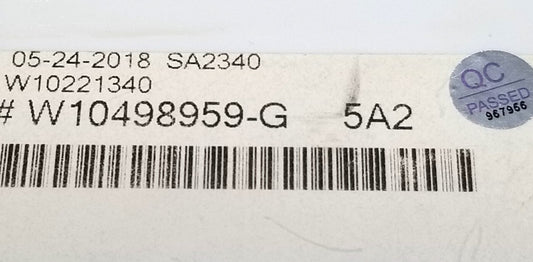 05-24-2018 SA2340
W10221340
# W10498959-G 5A2
QC
PASSED
967966